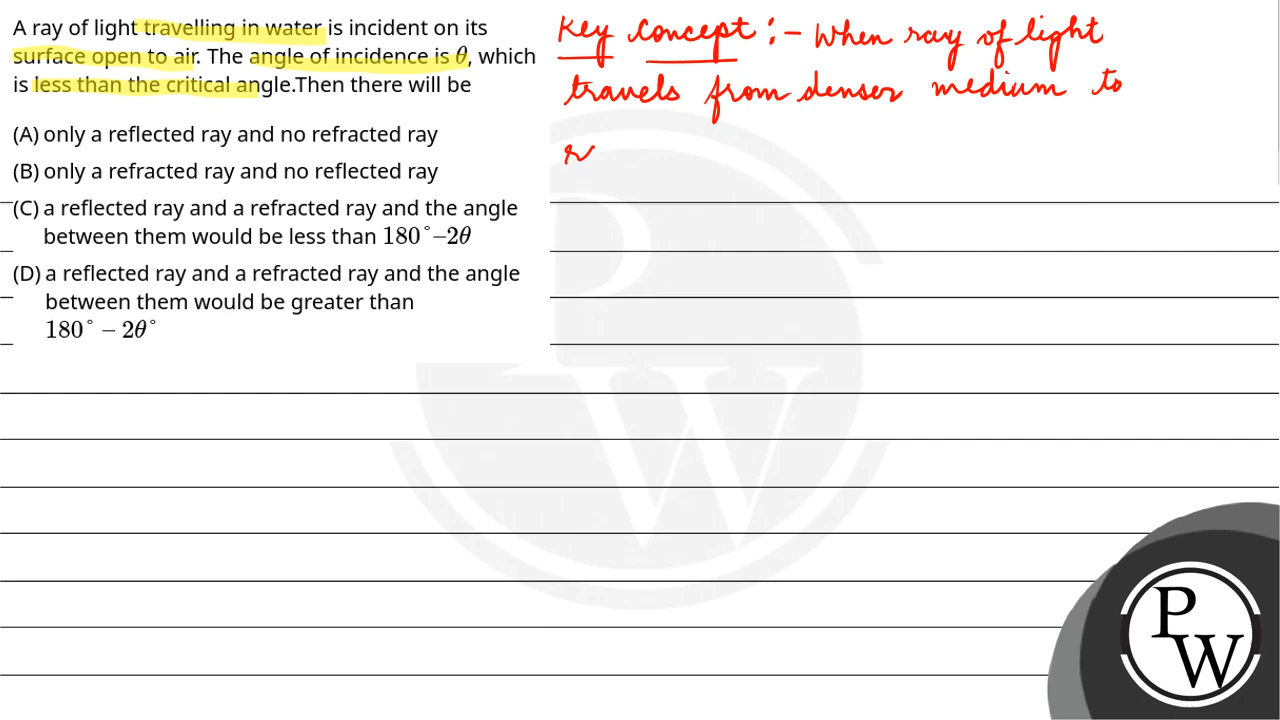 A ray of light travelling in water is incident on its
surface open to air. The angle of incidence is θ, which
is less than the critical angle.Then there will be
(A) only a reflected ray and no refracted ray
(B) only a refracted ray and no reflected ray
(C) a reflected ray and a refracted ray and the angle
between them would be less than 180°–2θ
(D) a reflected ray and a refracted ray and the angle
between them would be greater than
180° – 2θ°
Key concept :- When ray of light
travels from denser medium to
r
P
W
P
W